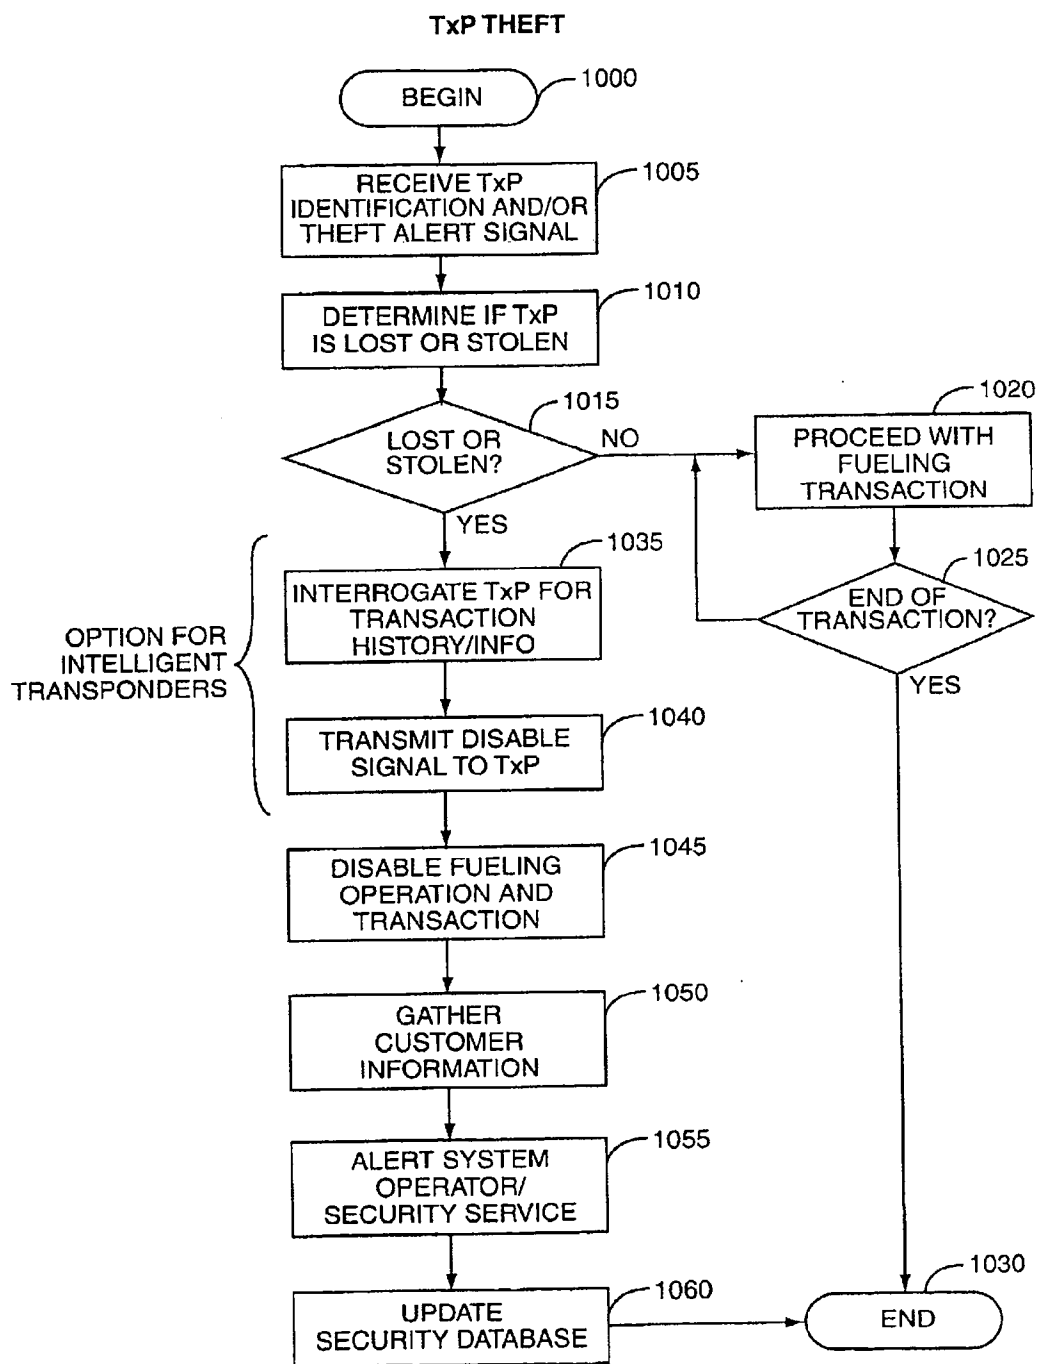 TxP THEFT
BEGIN
1000
RECEIVE TxP
IDENTIFICATION AND/OR
THEFT ALERT SIGNAL
1005
DETERMINE IF TxP
IS LOST OR STOLEN
1010
LOST OR
STOLEN?
1015
NO
YES
PROCEED WITH
FUELING
TRANSACTION
1020
END OF
TRANSACTION?
1025
YES
OPTION FOR
INTELLIGENT
TRANSPONDERS
INTERROGATE TxP FOR
TRANSACTION
HISTORY/INFO
1035
TRANSMIT DISABLE
SIGNAL TO TxP
1040
DISABLE FUELING
OPERATION AND
TRANSACTION
1045
GATHER
CUSTOMER
INFORMATION
1050
ALERT SYSTEM
OPERATOR/
SECURITY SERVICE
1055
UPDATE
SECURITY DATABASE
1060
END
1030